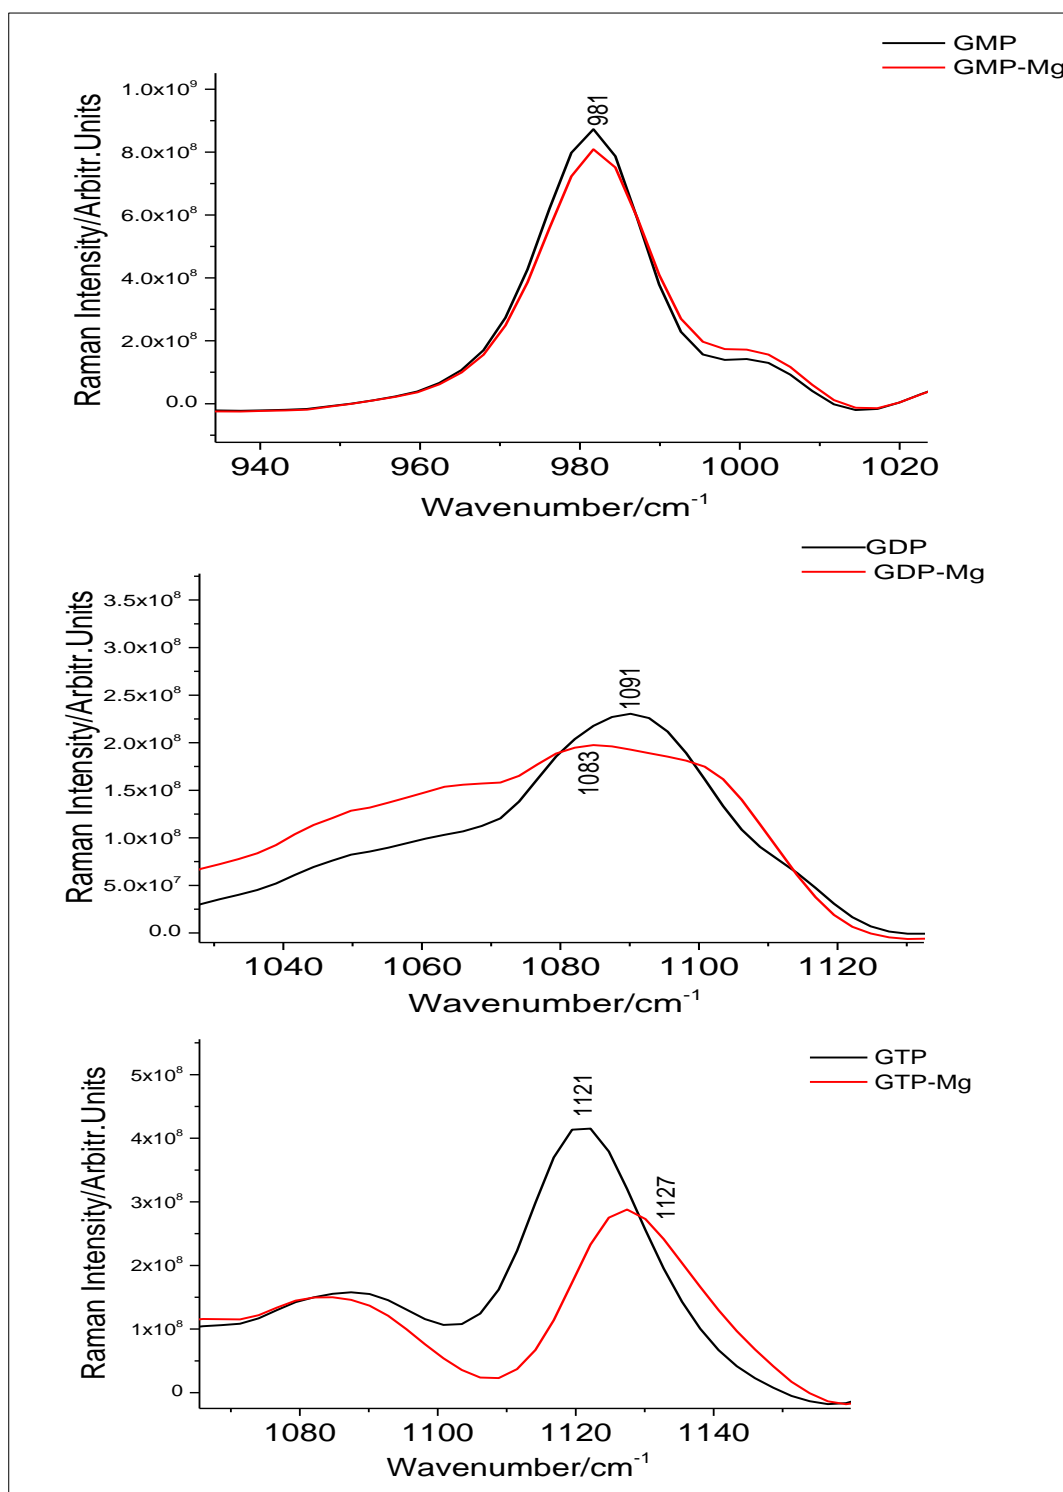 GMP
GMP-Mg
981
Raman Intensity/Arbitr.Units
1.0x10⁹
8.0x10⁸
6.0x10⁸
4.0x10⁸
2.0x10⁸
0.0
940 960 980 1000 1020
Wavenumber/cm⁻¹
GDP
GDP-Mg
1091
1083
Raman Intensity/Arbitr.Units
3.5x10⁸
3.0x10⁸
2.5x10⁸
2.0x10⁸
1.5x10⁸
1.0x10⁸
5.0x10⁷
0.0
1040 1060 1080 1100 1120
Wavenumber/cm⁻¹
GTP
GTP-Mg
1121
1127
Raman Intensity/Arbitr.Units
5x10⁸
4x10⁸
3x10⁸
2x10⁸
1x10⁸
0
1080 1100 1120 1140
Wavenumber/cm⁻¹